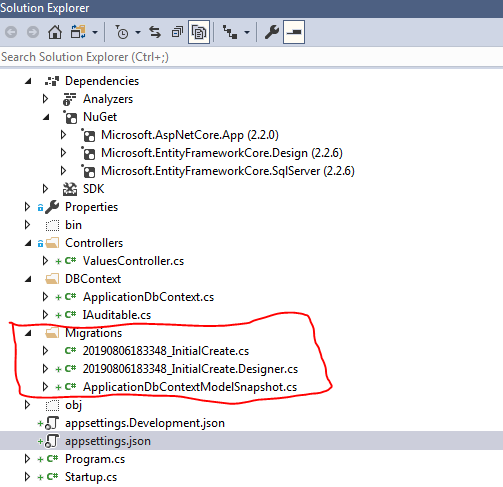 Solution Explorer
Search Solution Explorer (Ctrl+;)
Dependencies
Analyzers
NuGet
Microsoft.AspNetCore.App (2.2.0)
Microsoft.EntityFrameworkCore.Design (2.2.6)
Microsoft.EntityFrameworkCore.SqlServer (2.2.6)
SDK
Properties
bin
Controllers
+ C# ValuesController.cs
DBContext
+ C# ApplicationDbContext.cs
+ C# IAuditable.cs
Migrations
C# 20190806183348_InitialCreate.cs
+ C# 20190806183348_InitialCreate.Designer.cs
+ C# ApplicationDbContextModelSnapshot.cs
obj
+ appsettings.Development.json
+ appsettings.json
+ C# Program.cs
+ C# Startup.cs